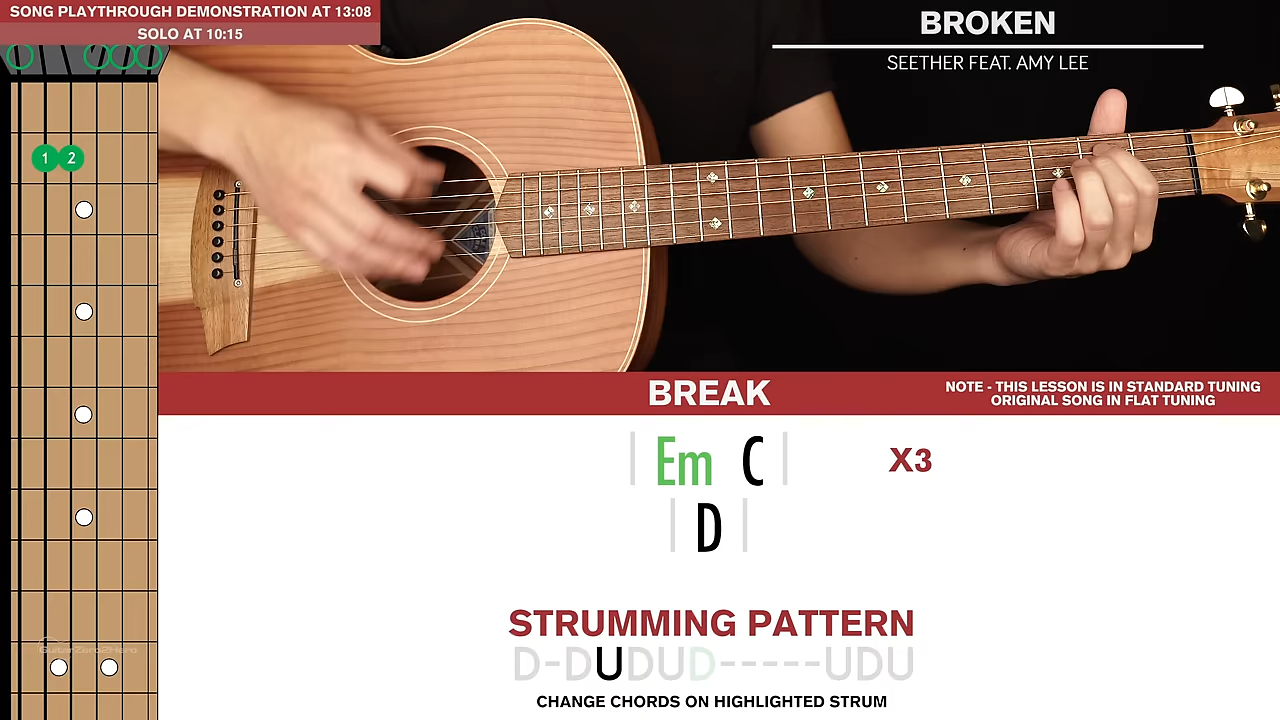 SONG PLAYTHROUGH DEMONSTRATION AT 13:08
SOLO AT 10:15
BROKEN
SEETHER FEAT. AMY LEE
1 2
BREAK
NOTE - THIS LESSON IS IN STANDARD TUNING
ORIGINAL SONG IN FLAT TUNING
| Em C | X3
| D |
STRUMMING PATTERN
D-DUDUD-----UDU
CHANGE CHORDS ON HIGHLIGHTED STRUM
GuitarZero2Hero